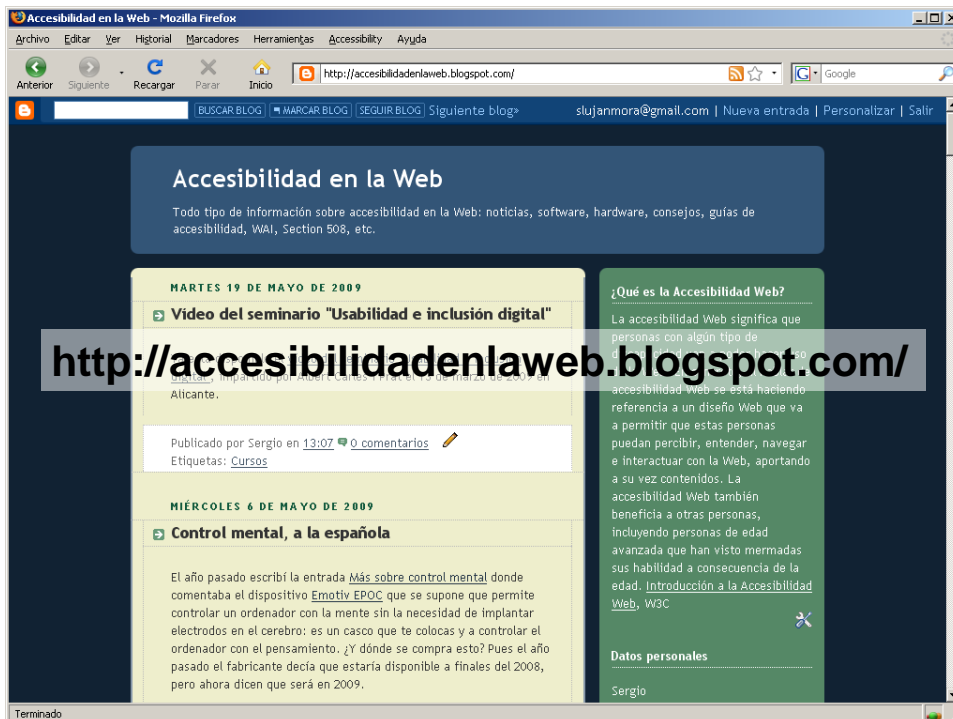 Accesibilidad en la Web - Mozilla Firefox
Archivo Editar Ver Historial Marcadores Herramientas Accessibility Ayuda
Anterior Siguiente Recargar Parar Inicio http://accesibilidadenlaweb.blogspot.com/ G Google
BUSCAR BLOG MARCAR BLOG SEGUIR BLOG Siguiente blog» slujanmora@gmail.com | Nueva entrada | Personalizar | Salir
Accesibilidad en la Web
Todo tipo de información sobre accesibilidad en la Web: noticias, software, hardware, consejos, guías de
accesibilidad, WAI, Section 508, etc.
MARTES 19 DE MAYO DE 2009
Vídeo del seminario "Usabilidad e inclusión digital"
http://accesibilidadenlaweb.blogspot.com/
digital", impartido por Albert Carles 2009 en
Alicante.
Publicado por Sergio en 13:07 0 comentarios
Etiquetas: Cursos
MIÉRCOLES 6 DE MAYO DE 2009
Control mental, a la española
El año pasado escribí la entrada Más sobre control mental donde
comentaba el dispositivo Emotiv EPOC que se supone que permite
controlar un ordenador con la mente sin la necesidad de implantar
electrodos en el cerebro: es un casco que te colocas y a controlar el
ordenador con el pensamiento. ¿Y dónde se compra esto? Pues el año
pasado el fabricante decía que estaría disponible a finales del 2008,
pero ahora dicen que será en 2009.
¿Qué es la Accesibilidad Web?
La accesibilidad Web significa que
personas con algún tipo de
accesibilidad Web se está haciendo
referencia a un diseño Web que va
a permitir que estas personas
puedan percibir, entender, navegar
e interactuar con la Web, aportando
a su vez contenidos. La
accesibilidad Web también
beneficia a otras personas,
incluyendo personas de edad
avanzada que han visto mermadas
sus habilidad a consecuencia de la
edad. Introducción a la Accesibilidad
Web, W3C
Datos personales
Sergio
Terminado